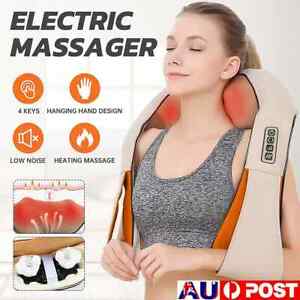 ELECTRIC
MASSAGER
4 KEYS
HANGING HAND DESIGN
LOW NOISE
HEATING MASSAGE
AU POST